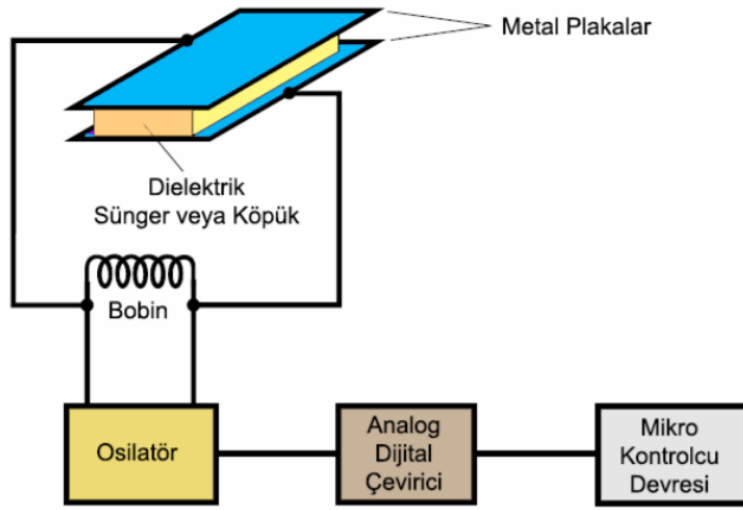 Metal Plakalar
Dielektrik
Sünger veya Köpük
Bobin
Osilatör
Analog
Dijital
Çevirici
Mikro
Kontrolcu
Devresi